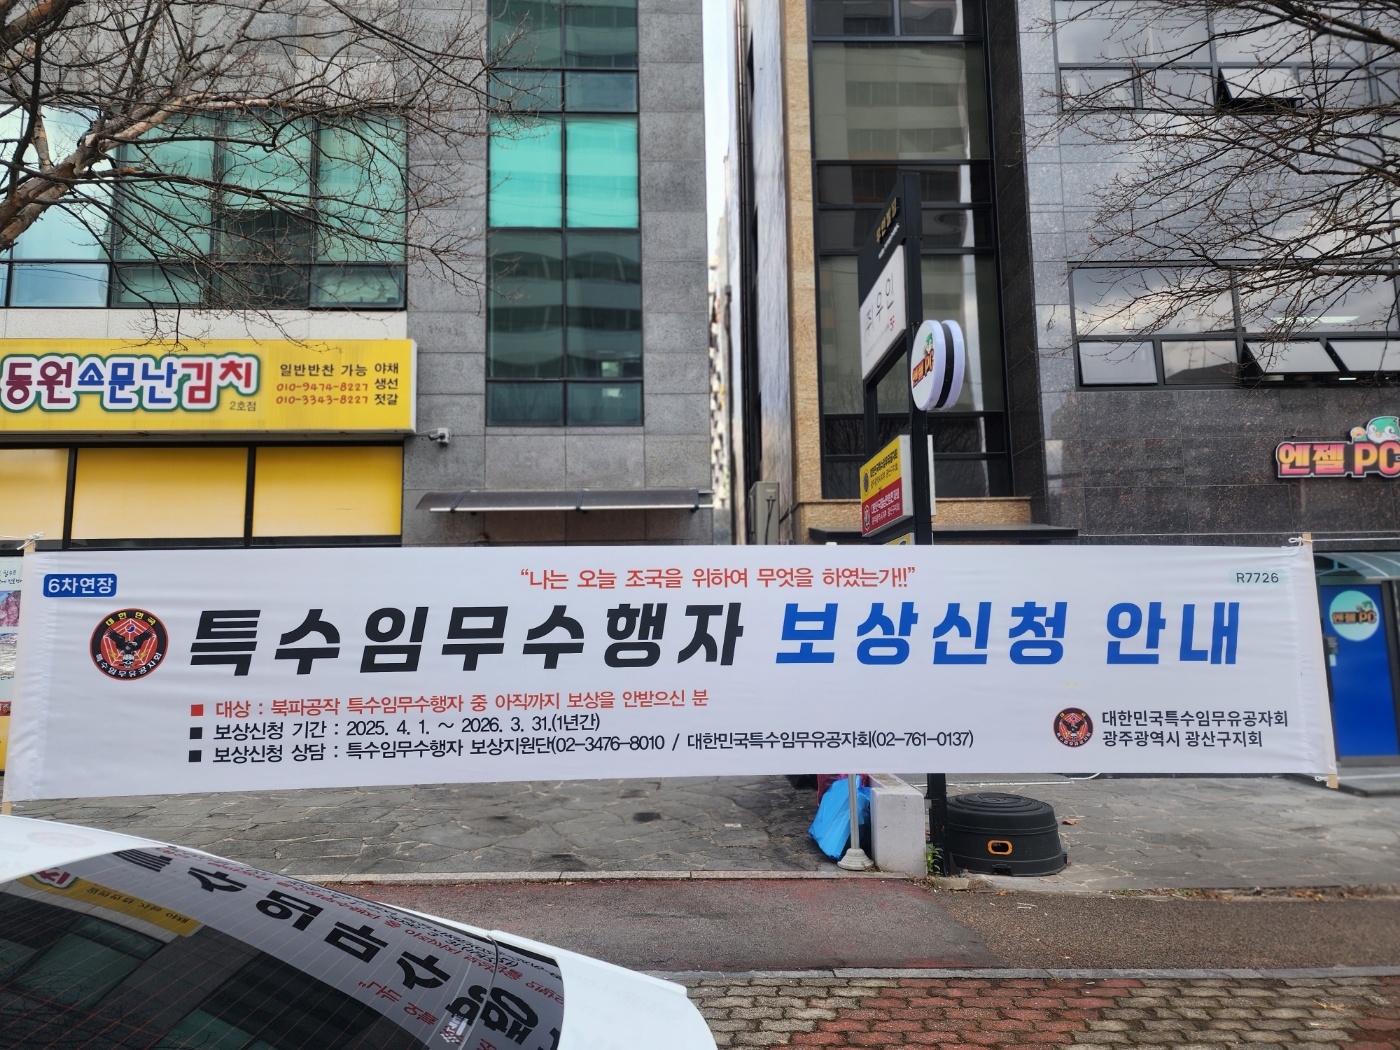 동원소문난김치
2호점
일반반찬 가능
010-9474-8227
010-3343-8227
야채
생선
젓갈
엔젤 PC
6차연장
“나는 오늘 조국을 위하여 무엇을 하였는가!!”
R7726
특수임무수행자 보상신청 안내
■ 대상 : 북파공작 특수임무수행자 중 아직까지 보상을 안받으신 분
■ 보상신청 기간 : 2025. 4. 1. ~ 2026. 3. 31.(1년간)
■ 보상신청 상담 : 특수임무수행자 보상지원단(02-3476-8010 / 대한민국특수임무유공자회(02-761-0137)
대한민국특수임무유공자회
광주광역시 광산구지회
엔젤 PC